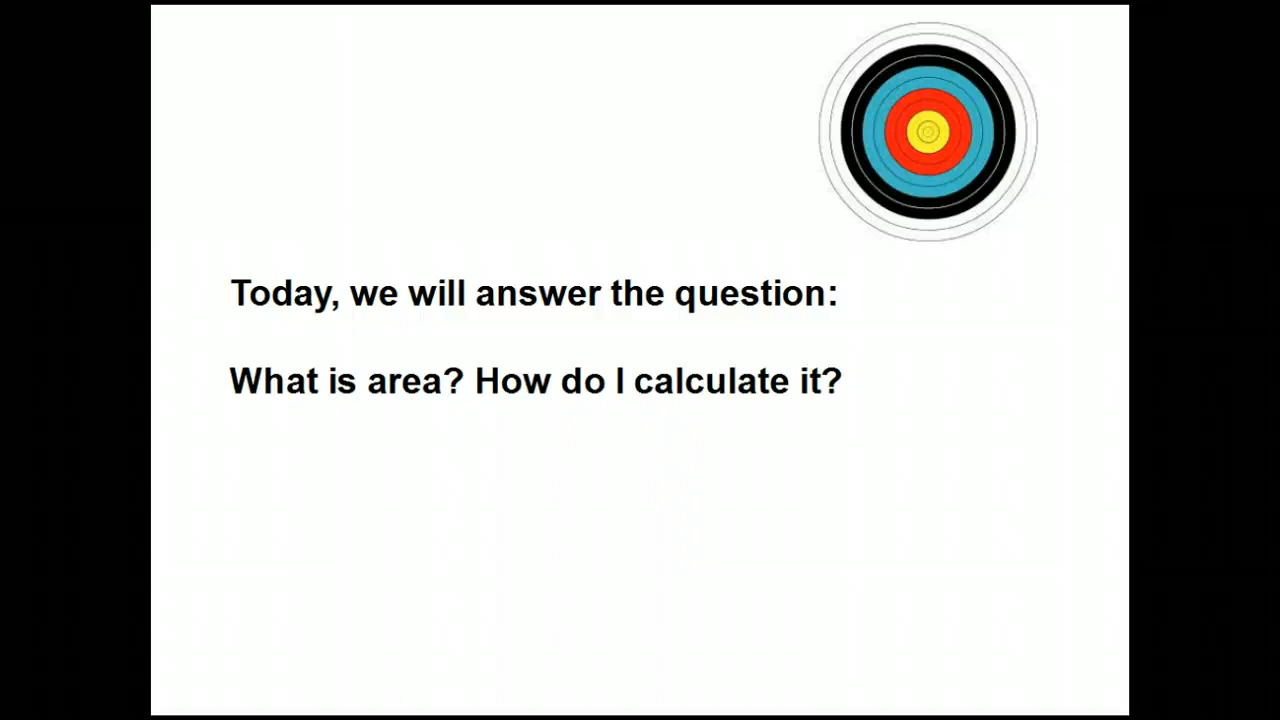 Today, we will answer the question:
What is area? How do I calculate it?